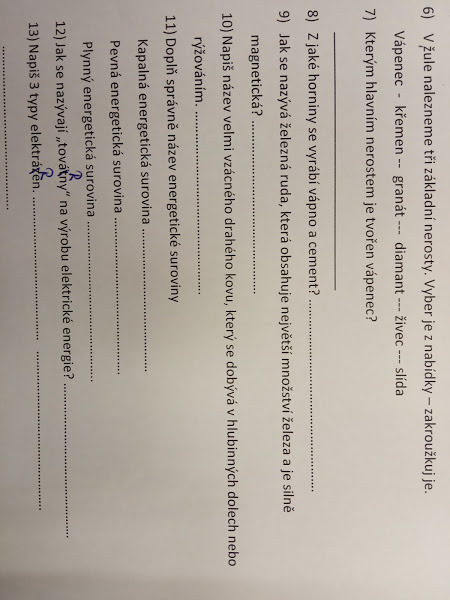 6) V žule nalezneme tři základní nerosty. Vyber je z nabídky – zakroužkuj je.
Vápenec - křemen -- granát --- diamant --- živec --- slída
7) Kterým hlavním nerostem je tvořen vápenec?
8) Z jaké horniny se vyrábí vápno a cement? ................................................
9) Jak se nazývá železná ruda, která obsahuje největší množství železa a je silně
magnetická? ................................................
10) Napiš název velmi vzácného drahého kovu, který se dobývá v hlubinných dolech nebo
rýžováním. ................................................
11) Doplň správně název energetické suroviny
Kapalná energetická surovina ................................................
Pevná energetická surovina ................................................
Plynný energetická surovina ................................................
12) Jak se nazývají „továrny“ na výrobu elektrické energie? ................................................
13) Napiš 3 typy elektráren. ................................ ................................................
................................................